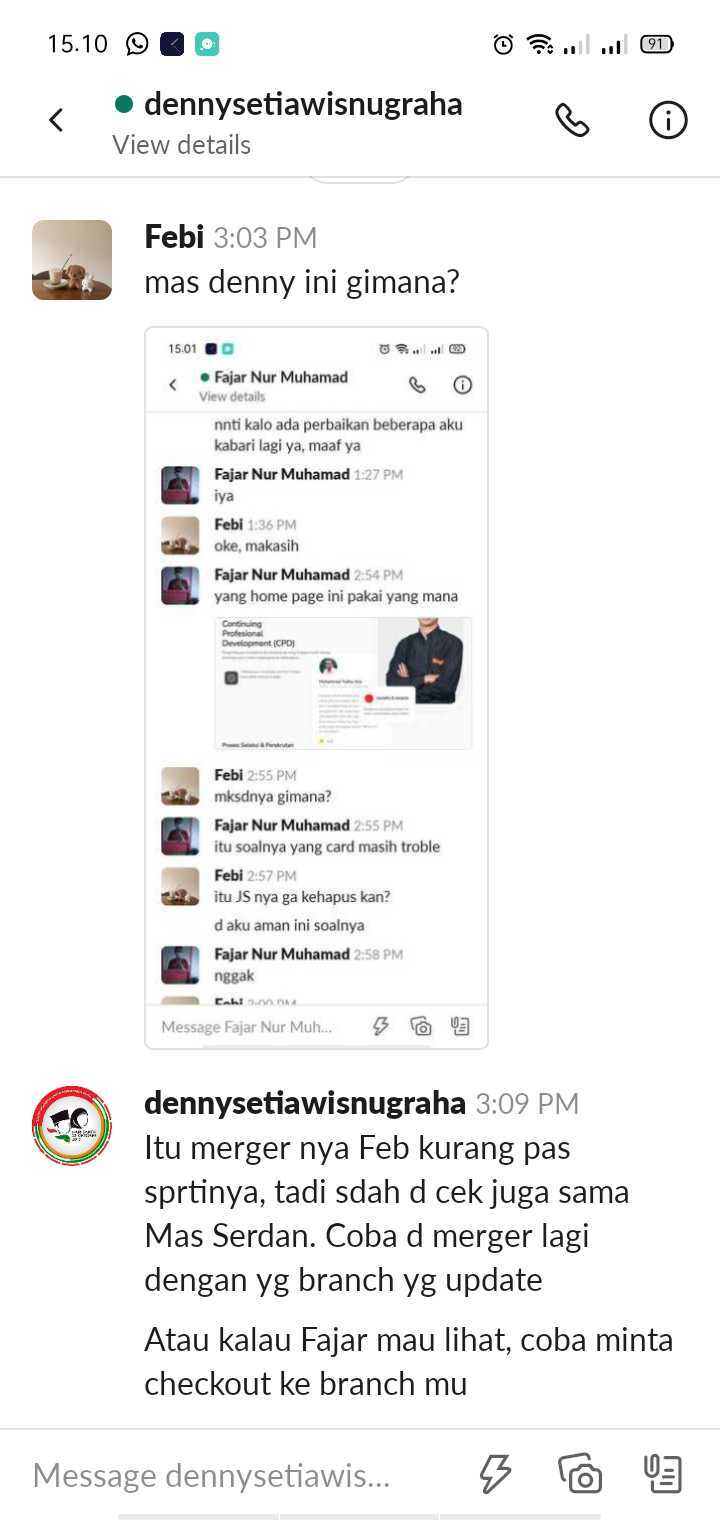 15.10
91
dennysetiawisnugraha
View details
Febi 3:03 PM
mas denny ini gimana?
15.01
92
Fajar Nur Muhamad
View details
nnti kalo ada perbaikan beberapa aku
kabari lagi ya, maaf ya
Fajar Nur Muhamad 1:27 PM
iya
Febi 1:36 PM
oke, makasih
Fajar Nur Muhamad 2:54 PM
yang home page ini pakai yang mana
Continuing
Profesional
Development (CPD)
Proses Seleksi & Perekrutan
Febi 2:55 PM
mksdnya gimana?
Fajar Nur Muhamad 2:55 PM
itu soalnya yang card masih troble
Febi 2:57 PM
itu JS nya ga kehapus kan?
d aku aman ini soalnya
Fajar Nur Muhamad 2:58 PM
nggak
Febi 3:00 PM
Message Fajar Nur Muh...
dennysetiawisnugraha 3:09 PM
Itu merger nya Feb kurang pas
sprtinya, tadi sdah d cek juga sama
Mas Serdan. Coba d merger lagi
dengan yg branch yg update
Atau kalau Fajar mau lihat, coba minta
checkout ke branch mu
Message dennysetiawis...